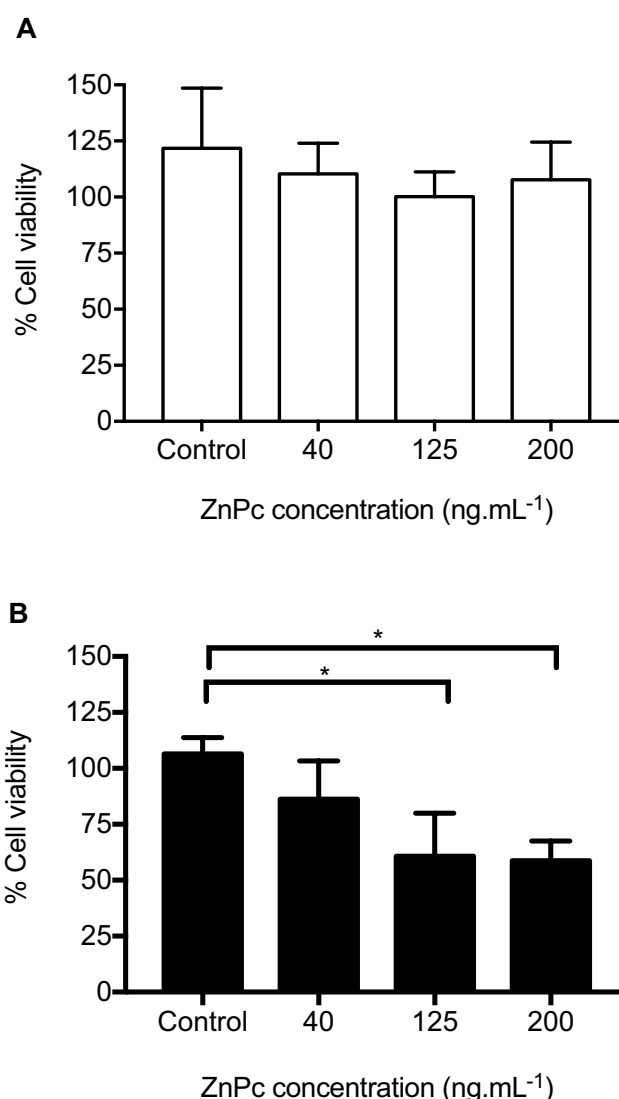 A
150
125
100
75
50
25
0
% Cell viability
Control 40 125 200
ZnPc concentration (ng.mL-1)
B
*
*
150
125
100
75
50
25
0
% Cell viability
Control 40 125 200
ZnPc concentration (ng.mL-1)